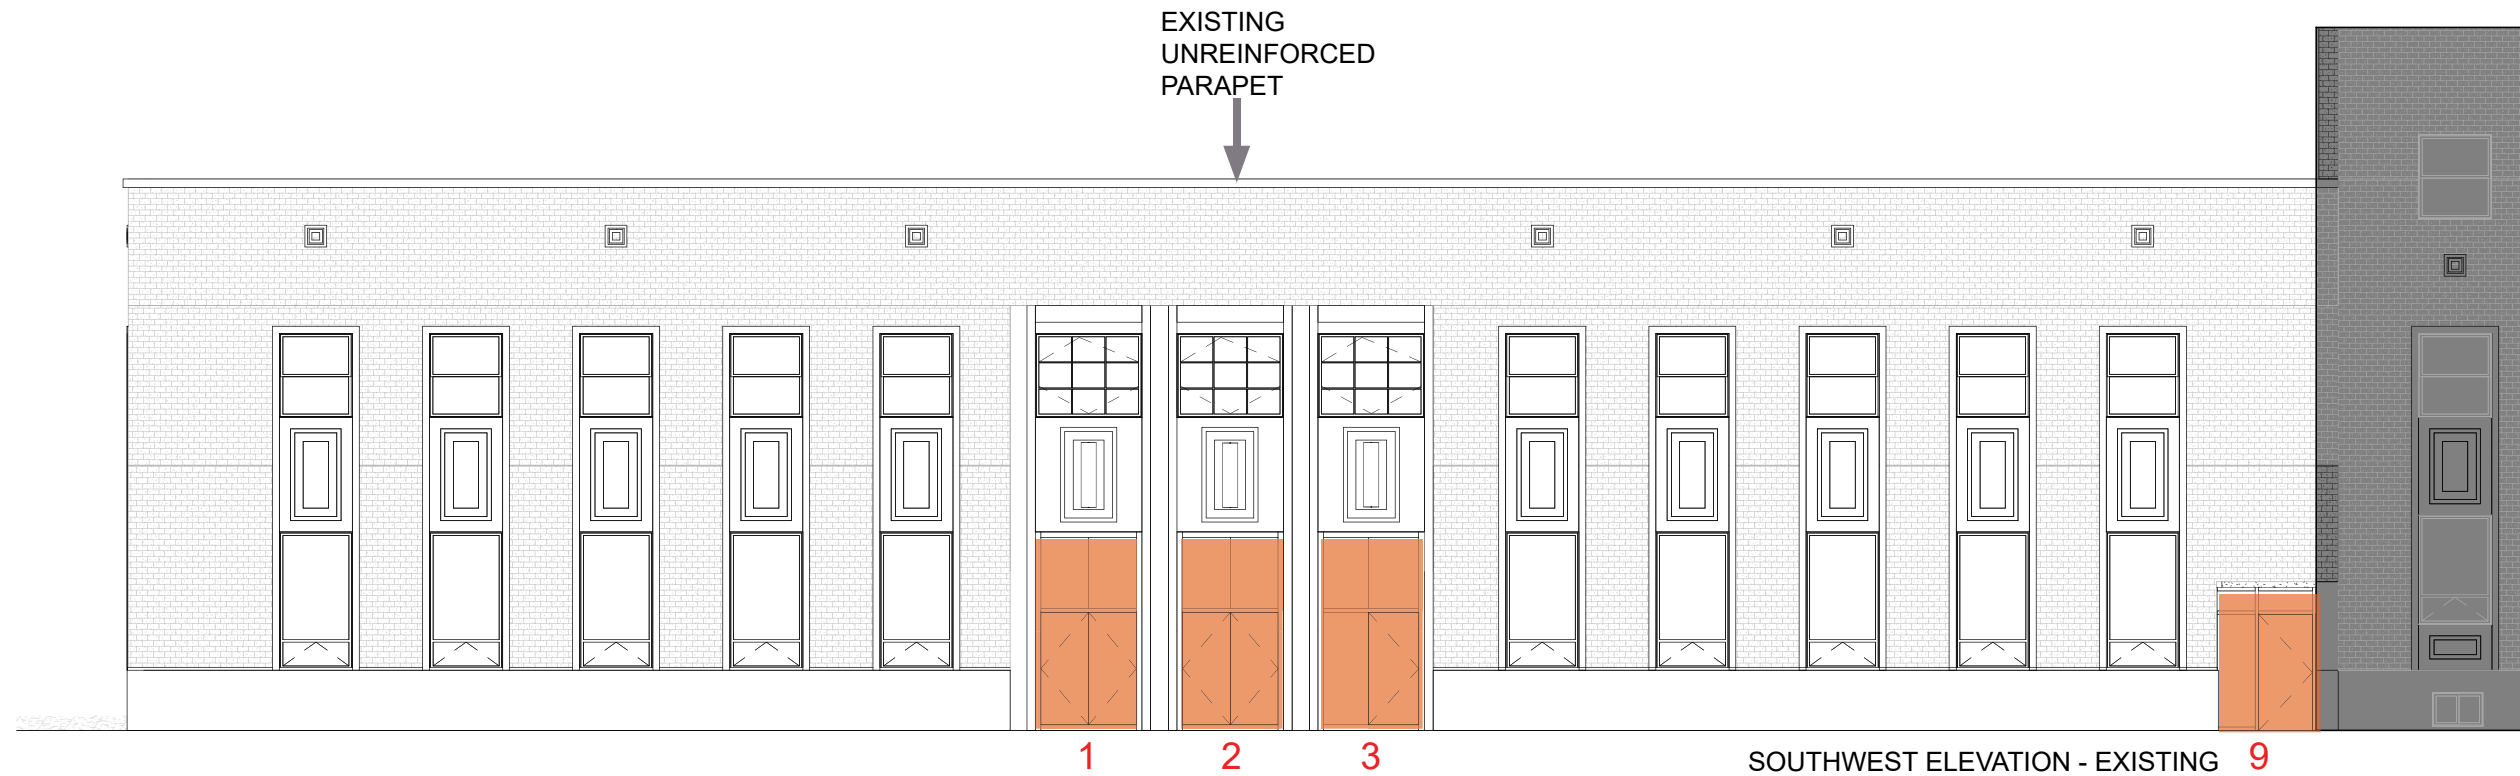 EXISTING
UNREINFORCED
PARAPET
1 2 3
SOUTHWEST ELEVATION - EXISTING 9